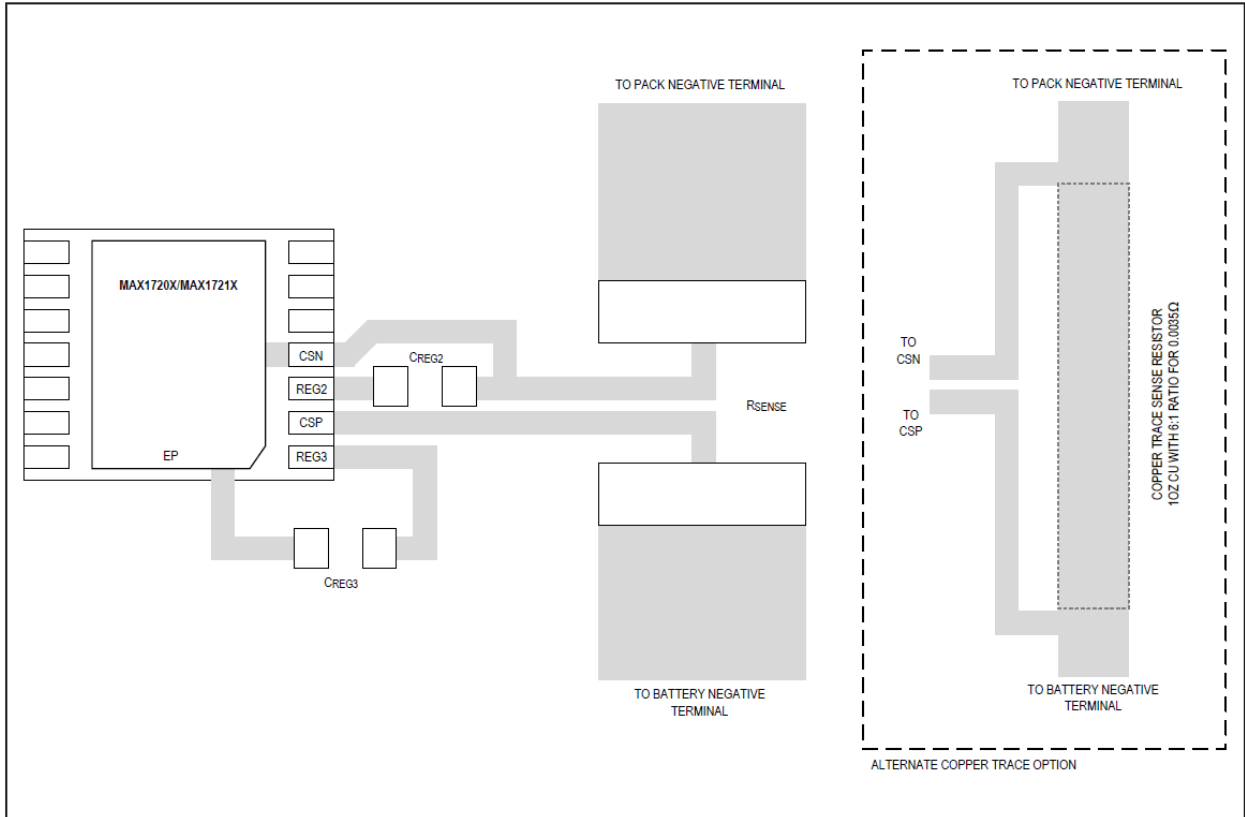 TO PACK NEGATIVE TERMINAL
TO PACK NEGATIVE TERMINAL
MAX1720X/MAX1721X
CSN
REG2
CSP
REG3
EP
CREG2
CREG3
RSENSE
TO BATTERY NEGATIVE
TERMINAL
TO
CSN
TO
CSP
COPPER TRACE SENSE RESISTOR
1OZ CU WITH 6:1 RATIO FOR 0.0035Ω
TO BATTERY NEGATIVE
TERMINAL
ALTERNATE COPPER TRACE OPTION